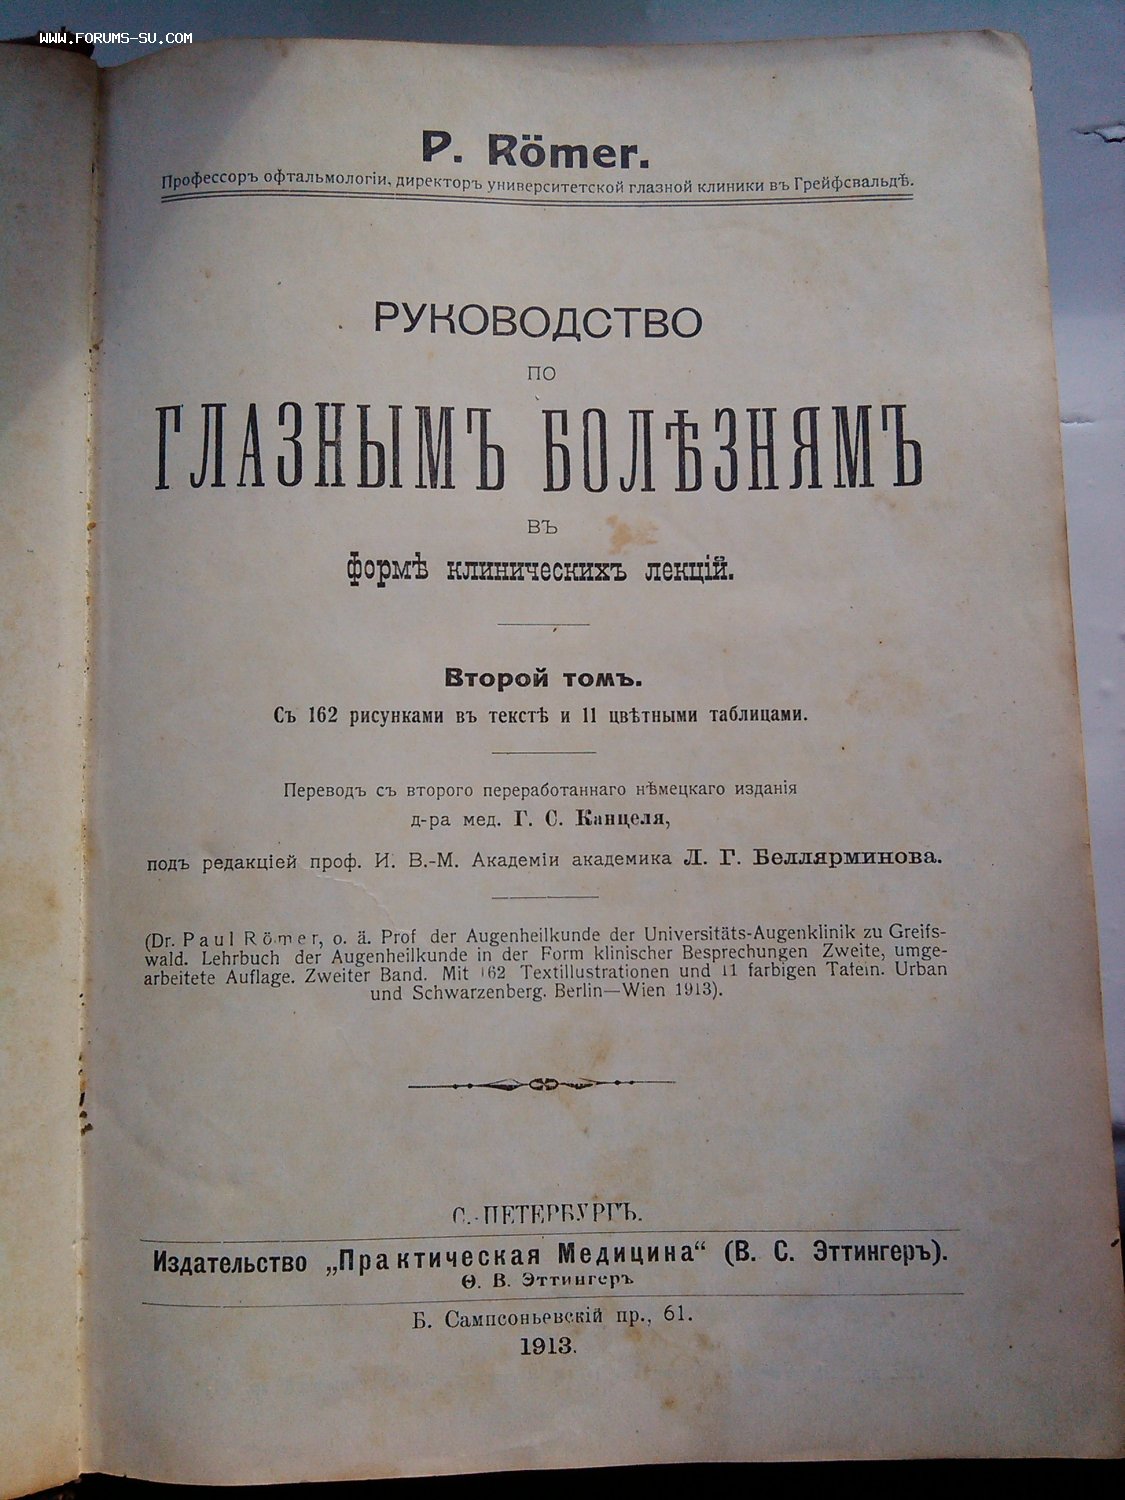 WWW.FORUMS-SU.COM
P. Römer.
Профессоръ офтальмологіи, директоръ университетской глазной клиники въ Грейфсвальдѣ.
РУКОВОДСТВО
ПО
ГЛАЗНЫМЪ БОЛѢЗНЯМЪ
ВЪ
формѣ клиническихъ лекцій.
Второй томъ.
Съ 162 рисунками въ текстѣ и 11 цвѣтными таблицами.
Переводъ съ второго переработаннаго нѣмецкаго изданія
д-ра мед. Г. С. Канцеля,
подъ редакціей проф. И. В.-М. Академіи академика Л. Г. Беллярминова.
(Dr. Paul Römer, o. ä. Prof der Augenheilkunde der Universitäts-Augenklinik zu Greifs-
wald. Lehrbuch der Augenheilkunde in der Form klinischer Besprechungen Zweite, umge-
arbeitete Auflage. Zweiter Band. Mit 162 Textillustrationen und 11 farbigen Tafein. Urban
und Schwarzenberg. Berlin—Wien 1913).
С.-ПЕТЕРБУРГЪ.
Издательство „Практическая Медицина“ (В. С. Эттингеръ).
Ѳ. В. Эттингеръ
Б. Сампсоньевскій пр., 61.
1913.